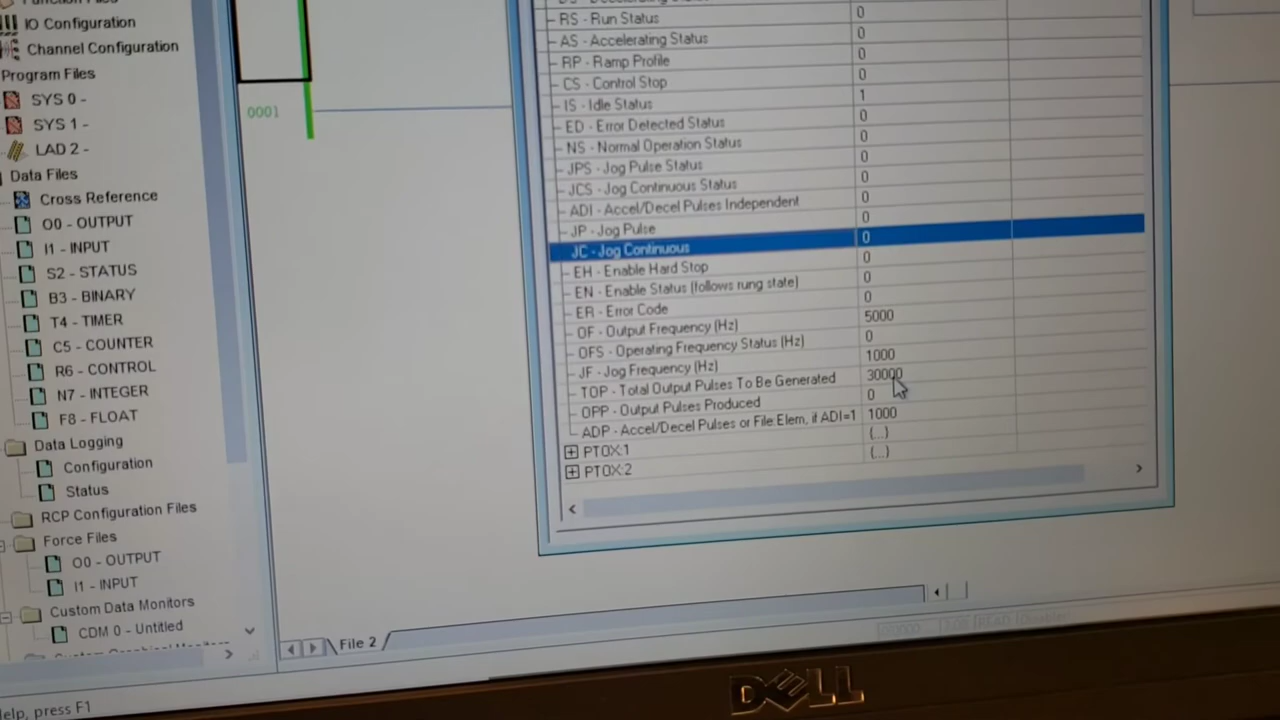 IO Configuration
Channel Configuration
Program Files
SYS 0 -
SYS 1 -
LAD 2 -
Data Files
Cross Reference
O0 - OUTPUT
I1 - INPUT
S2 - STATUS
B3 - BINARY
T4 - TIMER
C5 - COUNTER
R6 - CONTROL
N7 - INTEGER
F8 - FLOAT
Data Logging
Configuration
Status
RCP Configuration Files
Force Files
O0 - OUTPUT
I1 - INPUT
Custom Data Monitors
CDM 0 - Untitled
Help, press F1
0001
RS - Run Status 0
AS - Accelerating Status 0
RP - Ramp Profile 0
CS - Control Stop 0
IS - Idle Status 1
ED - Error Detected Status 0
NS - Normal Operation Status 0
JPS - Jog Pulse Status 0
JCS - Jog Continuous Status 0
ADI - Accel/Decel Pulses Independent 0
JP - Jog Pulse 0
JC - Jog Continuous 0
EH - Enable Hard Stop 0
EN - Enable Status (follows rung state) 0
ER - Error Code 0
OF - Output Frequency (Hz) 5000
OFS - Operating Frequency Status (Hz) 0
JF - Jog Frequency (Hz) 1000
TOP - Total Output Pulses To Be Generated 30000
OPP - Output Pulses Produced 0
ADP - Accel/Decel Pulses or File:Elem, if ADI=1 1000
PTOX:1 {...}
PTOX:2 {...}
File 2
DELL